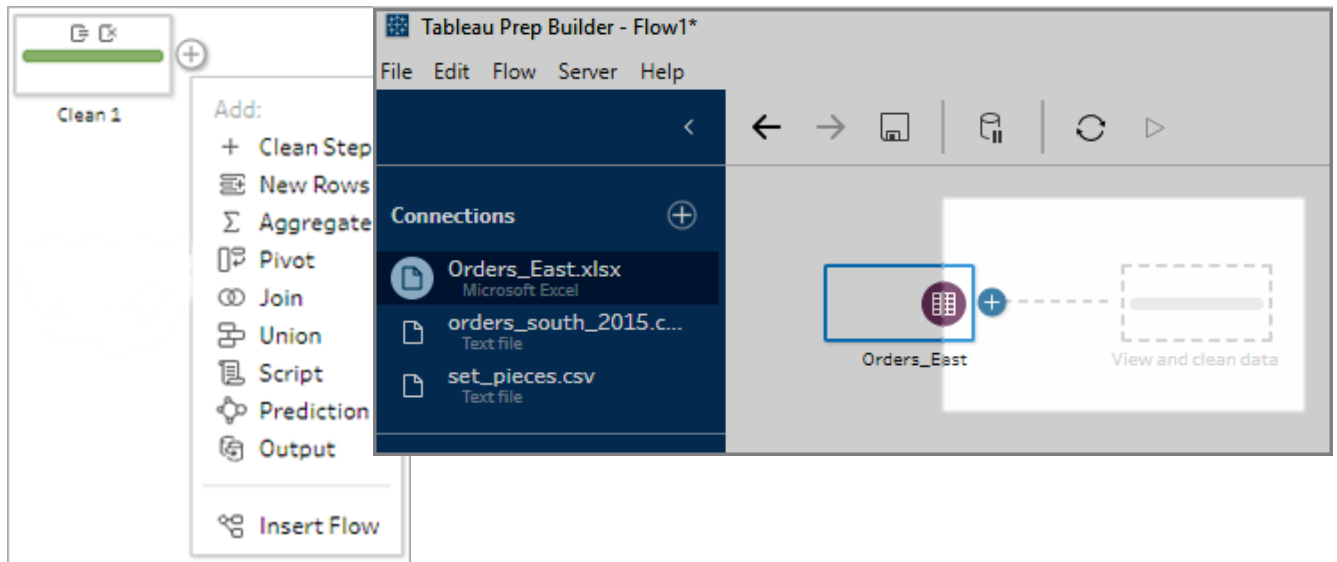 Clean 1
Add:
Clean Step
New Rows
Aggregate
Pivot
Join
Union
Script
Prediction
Output
Insert Flow
Tableau Prep Builder - Flow1*
File Edit Flow Server Help
Connections
Orders_East.xlsx
Microsoft Excel
orders_south_2015.c...
Text file
set_pieces.csv
Text file
Orders_East
View and clean data